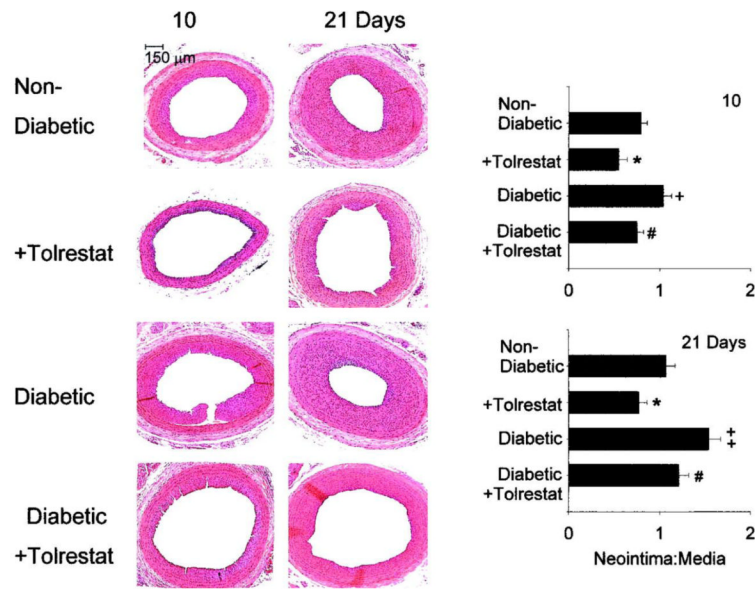 10 21 Days
150 μm
Non-
Diabetic
+Tolrestat
Diabetic
Diabetic
+Tolrestat
10
Non-
Diabetic
+Tolrestat *
Diabetic +
Diabetic #
+Tolrestat
0 1 2
21 Days
Non-
Diabetic
+Tolrestat *
Diabetic ++
Diabetic #
+Tolrestat
0 1 2
Neointima:Media